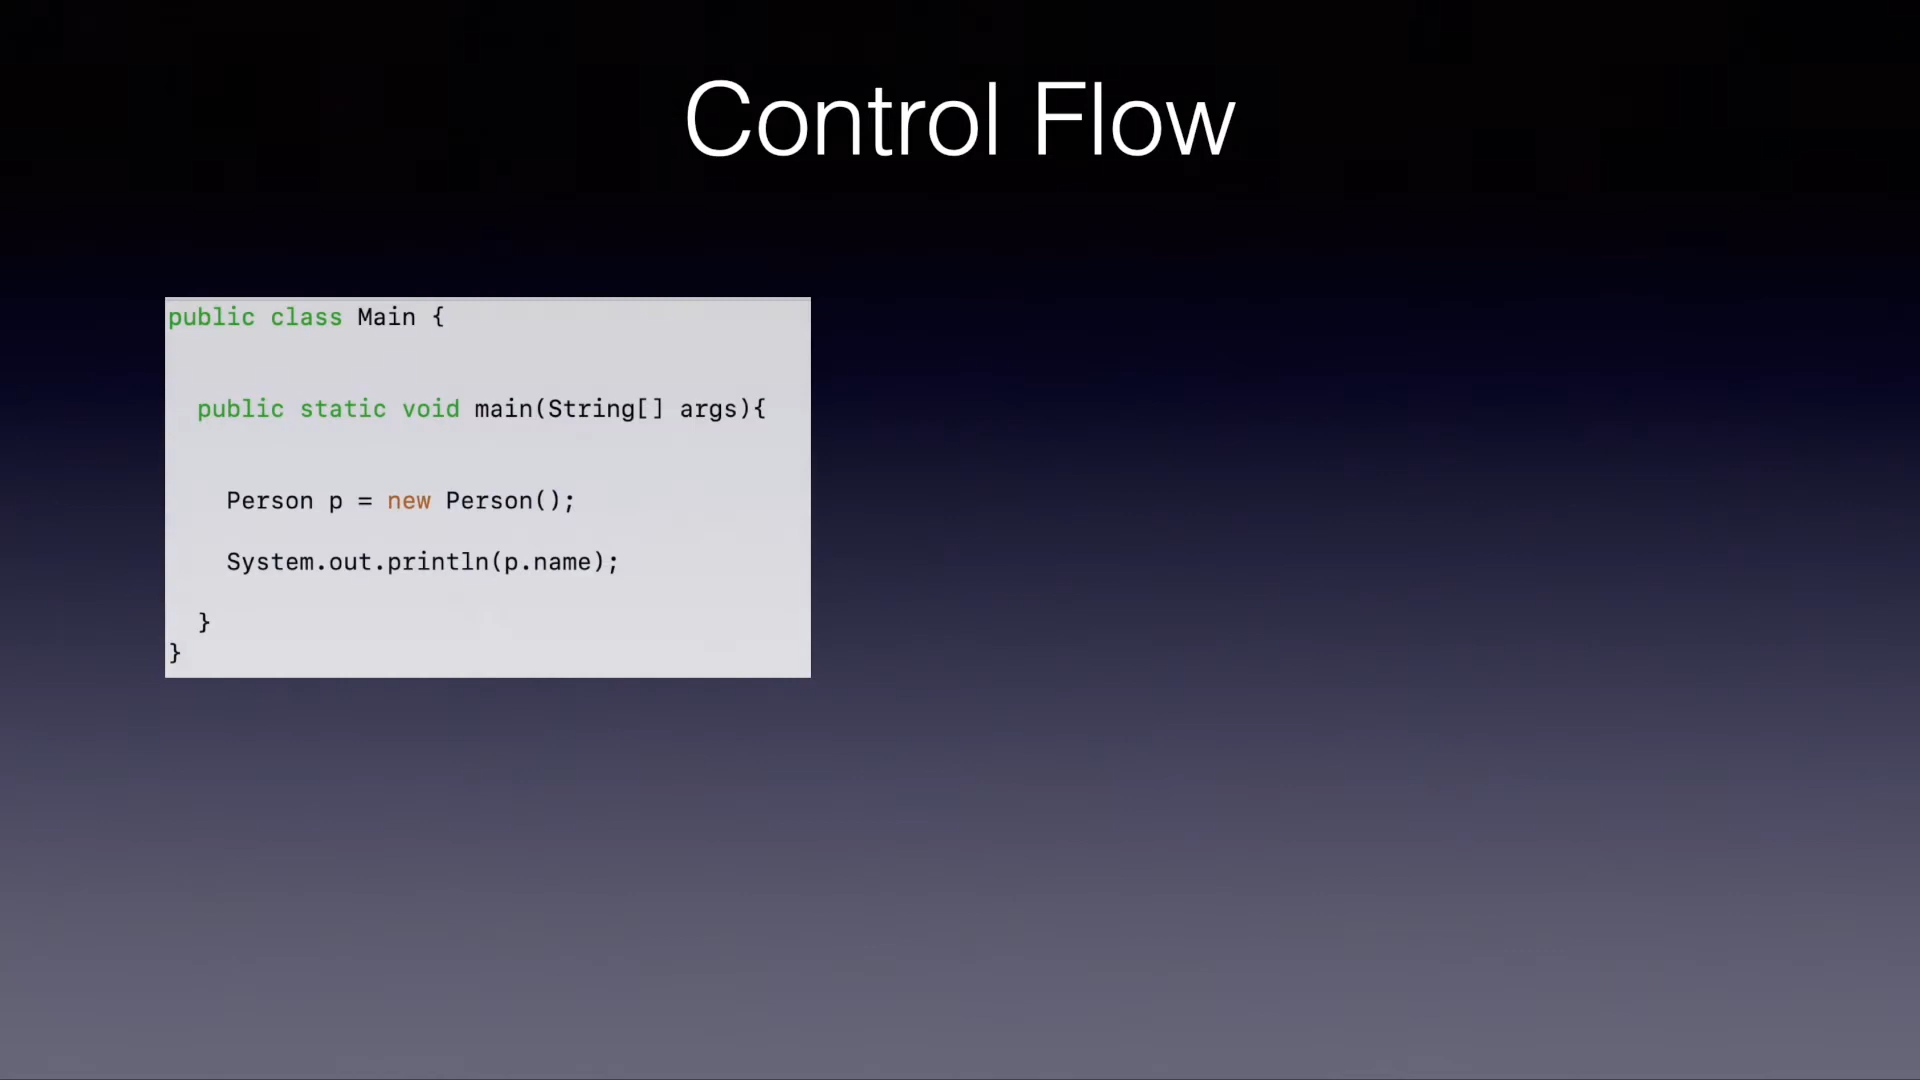 Control Flow
public class Main {
public static void main(String[] args){
Person p = new Person();
System.out.println(p.name);
}
}